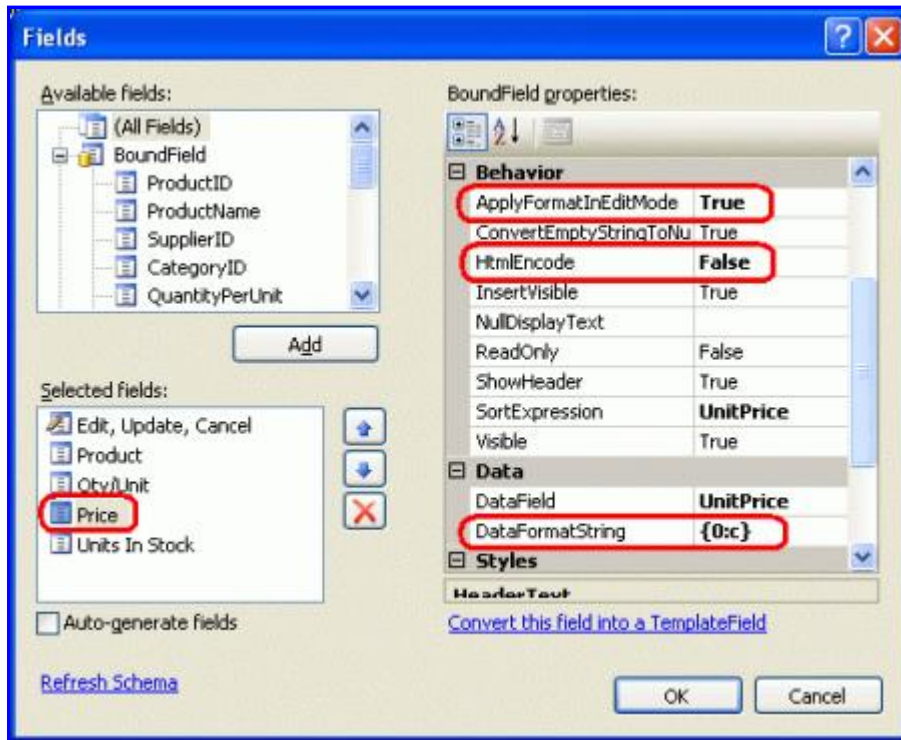 Fields
Available fields:
(All Fields)
BoundField
ProductID
ProductName
SupplierID
CategoryID
QuantityPerUnit
Add
Selected fields:
Edit, Update, Cancel
Product
Qty/Unit
Price
Units In Stock
Auto-generate fields
Refresh Schema
BoundField properties:
Behavior
ApplyFormatInEditMode True
ConvertEmptyStringToNu True
HtmlEncode False
InsertVisible True
NullDisplayText
ReadOnly False
ShowHeader True
SortExpression UnitPrice
Visible True
Data
DataField UnitPrice
DataFormatString {0:c}
Styles
HeaderText
Convert this field into a TemplateField
OK Cancel